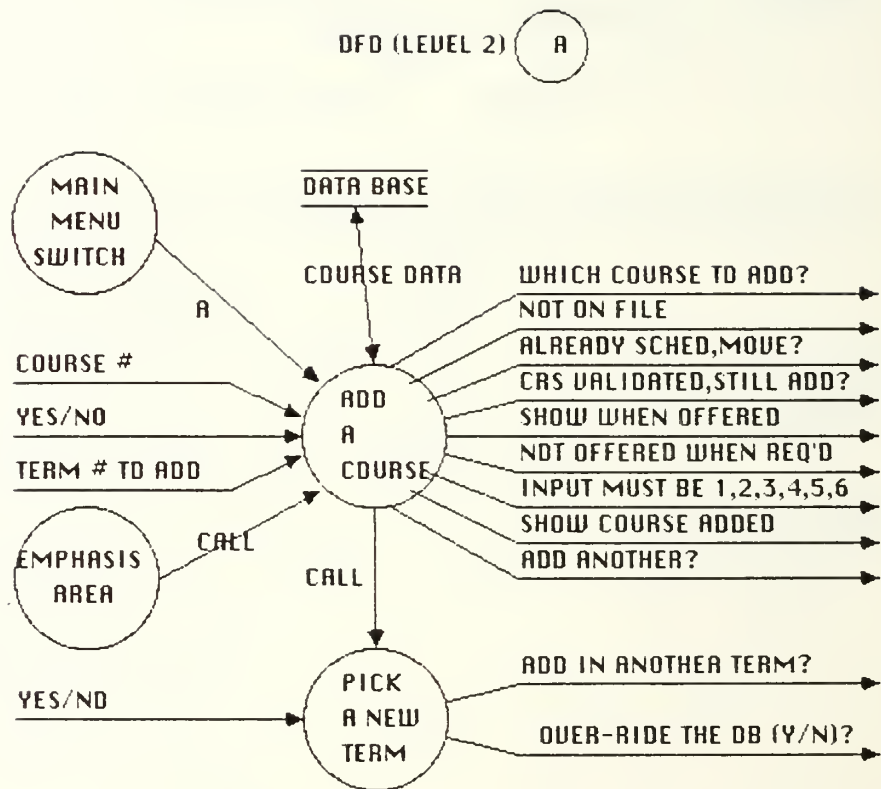 DFD (LEVEL 2) A
MAIN
MENU
SWITCH
DATA BASE
COURSE DATA
A
COURSE #
YES/NO
TERM # TO ADD
ADD
A
COURSE
WHICH COURSE TO ADD?
NOT ON FILE
ALREADY SCHED,MOVE?
CRS VALIDATED,STILL ADD?
SHOW WHEN OFFERED
NOT OFFERED WHEN REQ'D
INPUT MUST BE 1,2,3,4,5,6
SHOW COURSE ADDED
ADD ANOTHER?
EMPHASIS
AREA
CALL
CALL
YES/NO
PICK
A NEW
TERM
ADD IN ANOTHER TERM?
OVER-RIDE THE DB (Y/N)?